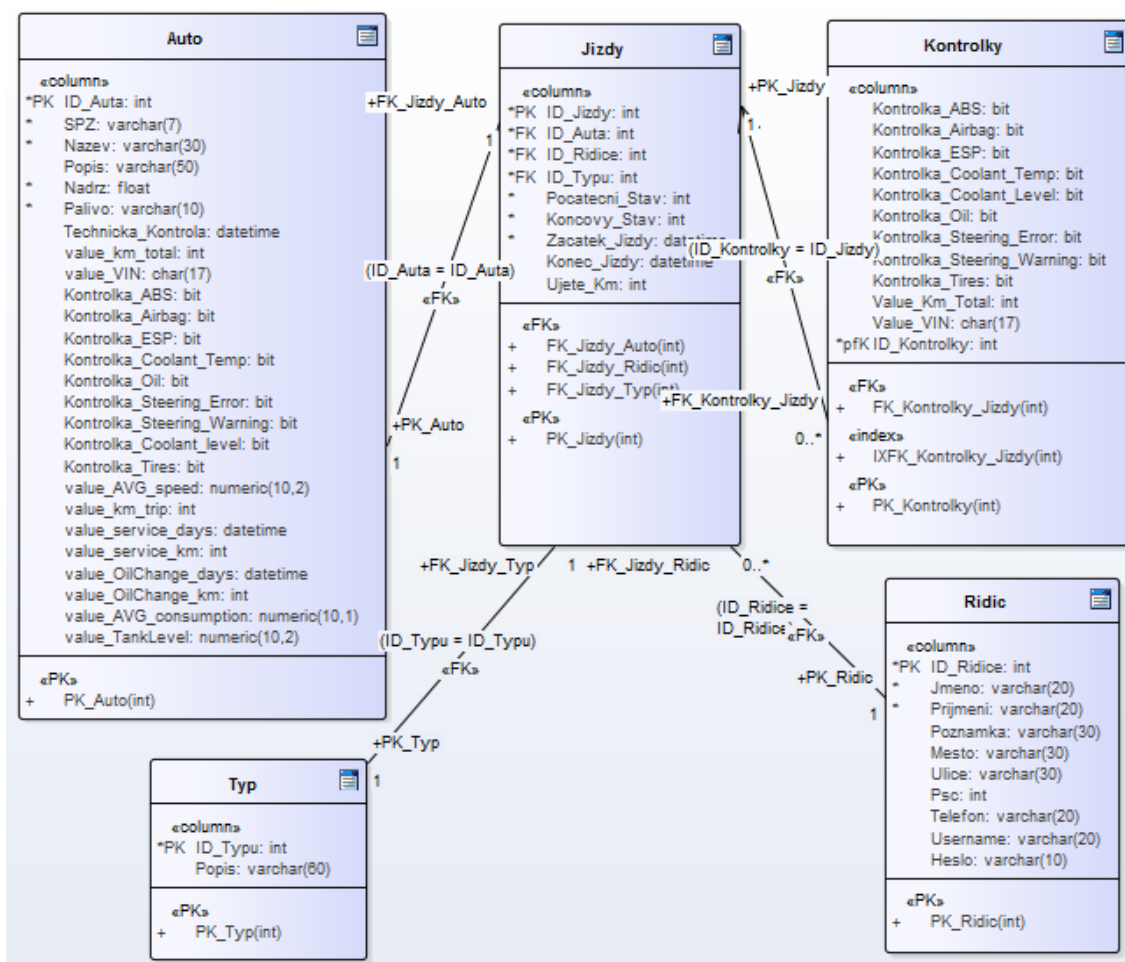 Auto
«column»
*PK ID_Auta: int
* SPZ: varchar(7)
* Nazev: varchar(30)
Popis: varchar(50)
* Nadrz: float
* Palivo: varchar(10)
Technicka_Kontrola: datetime
value_km_total: int
value_VIN: char(17)
Kontrolka_ABS: bit
Kontrolka_Airbag: bit
Kontrolka_ESP: bit
Kontrolka_Coolant_Temp: bit
Kontrolka_Oil: bit
Kontrolka_Steering_Error: bit
Kontrolka_Steering_Warning: bit
Kontrolka_Coolant_level: bit
Kontrolka_Tires: bit
value_AVG_speed: numeric(10,2)
value_km_trip: int
value_service_days: datetime
value_service_km: int
value_OilChange_days: datetime
value_OilChange_km: int
value_AVG_consumption: numeric(10,1)
value_TankLevel: numeric(10,2)
«PK»
+ PK_Auto(int)
+FK_Jizdy_Auto
1
(ID_Auta = ID_Auta)
«FK»
+PK_Auto
1
Jizdy
«column»
*PK ID_Jizdy: int
*FK ID_Auta: int
*FK ID_Ridice: int
*FK ID_Typu: int
* Pocatecni_Stav: int
* Koncovy_Stav: int
* Zacatek_Jizdy: datetime
Konec_Jizdy: datetime
Ujete_Km: int
«FK»
+ FK_Jizdy_Auto(int)
+ FK_Jizdy_Ridic(int)
+ FK_Jizdy_Typ(int)
«PK»
+ PK_Jizdy(int)
+PK_Jizdy
1.
(ID_Kontrolky = ID_Jizdy)
«FK»
+FK_Kontrolky_Jizdy
0..*
Kontrolky
«column»
Kontrolka_ABS: bit
Kontrolka_Airbag: bit
Kontrolka_ESP: bit
Kontrolka_Coolant_Temp: bit
Kontrolka_Coolant_Level: bit
Kontrolka_Oil: bit
Kontrolka_Steering_Error: bit
Kontrolka_Steering_Warning: bit
Kontrolka_Tires: bit
Value_Km_Total: int
Value_VIN: char(17)
*pfK ID_Kontrolky: int
«FK»
+ FK_Kontrolky_Jizdy(int)
«index»
+ IXFK_Kontrolky_Jizdy(int)
«PK»
+ PK_Kontrolky(int)
+FK_Jizdy_Typ
1
(ID_Typu = ID_Typu)
«FK»
+PK_Typ
1
+FK_Jizdy_Ridic
0..*
(ID_Ridice =
ID_Ridice
«FK»
+PK_Ridic
1
Typ
«column»
*PK ID_Typu: int
Popis: varchar(60)
«PK»
+ PK_Typ(int)
Ridic
«column»
*PK ID_Ridice: int
* Jmeno: varchar(20)
* Prijmeni: varchar(20)
Poznamka: varchar(30)
Mesto: varchar(30)
Ulice: varchar(30)
Psc: int
Telefon: varchar(20)
Username: varchar(20)
Heslo: varchar(10)
«PK»
+ PK_Ridic(int)